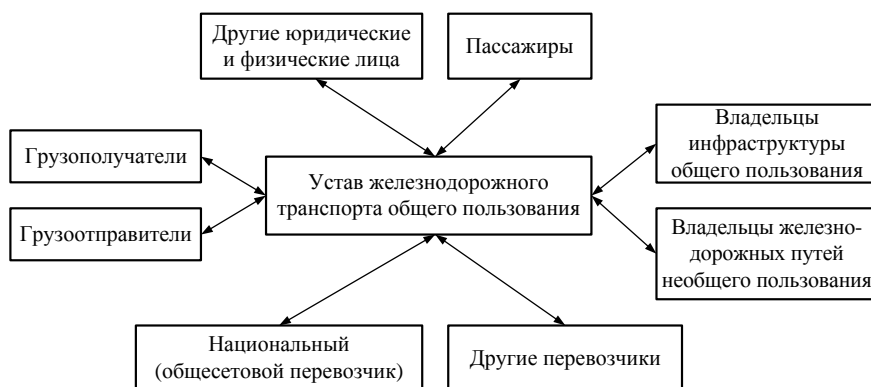 Другие юридические
и физические лица
Пассажиры
Грузополучатели
Грузоотправители
Устав железнодорожного
транспорта общего пользования
Владельцы
инфраструктуры
общего пользования
Владельцы железно-
дорожных путей
необщего пользования
Национальный
(общесетовой перевозчик)
Другие перевозчики